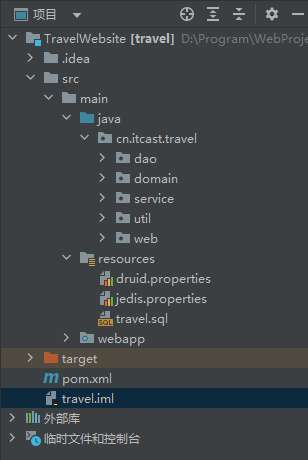 项目
TravelWebsite [travel] D:\Program\WebProje
.idea
src
main
java
cn.itcast.travel
dao
domain
service
util
web
resources
druid.properties
jedis.properties
SQL travel.sql
webapp
target
pom.xml
travel.iml
外部库
临时文件和控制台